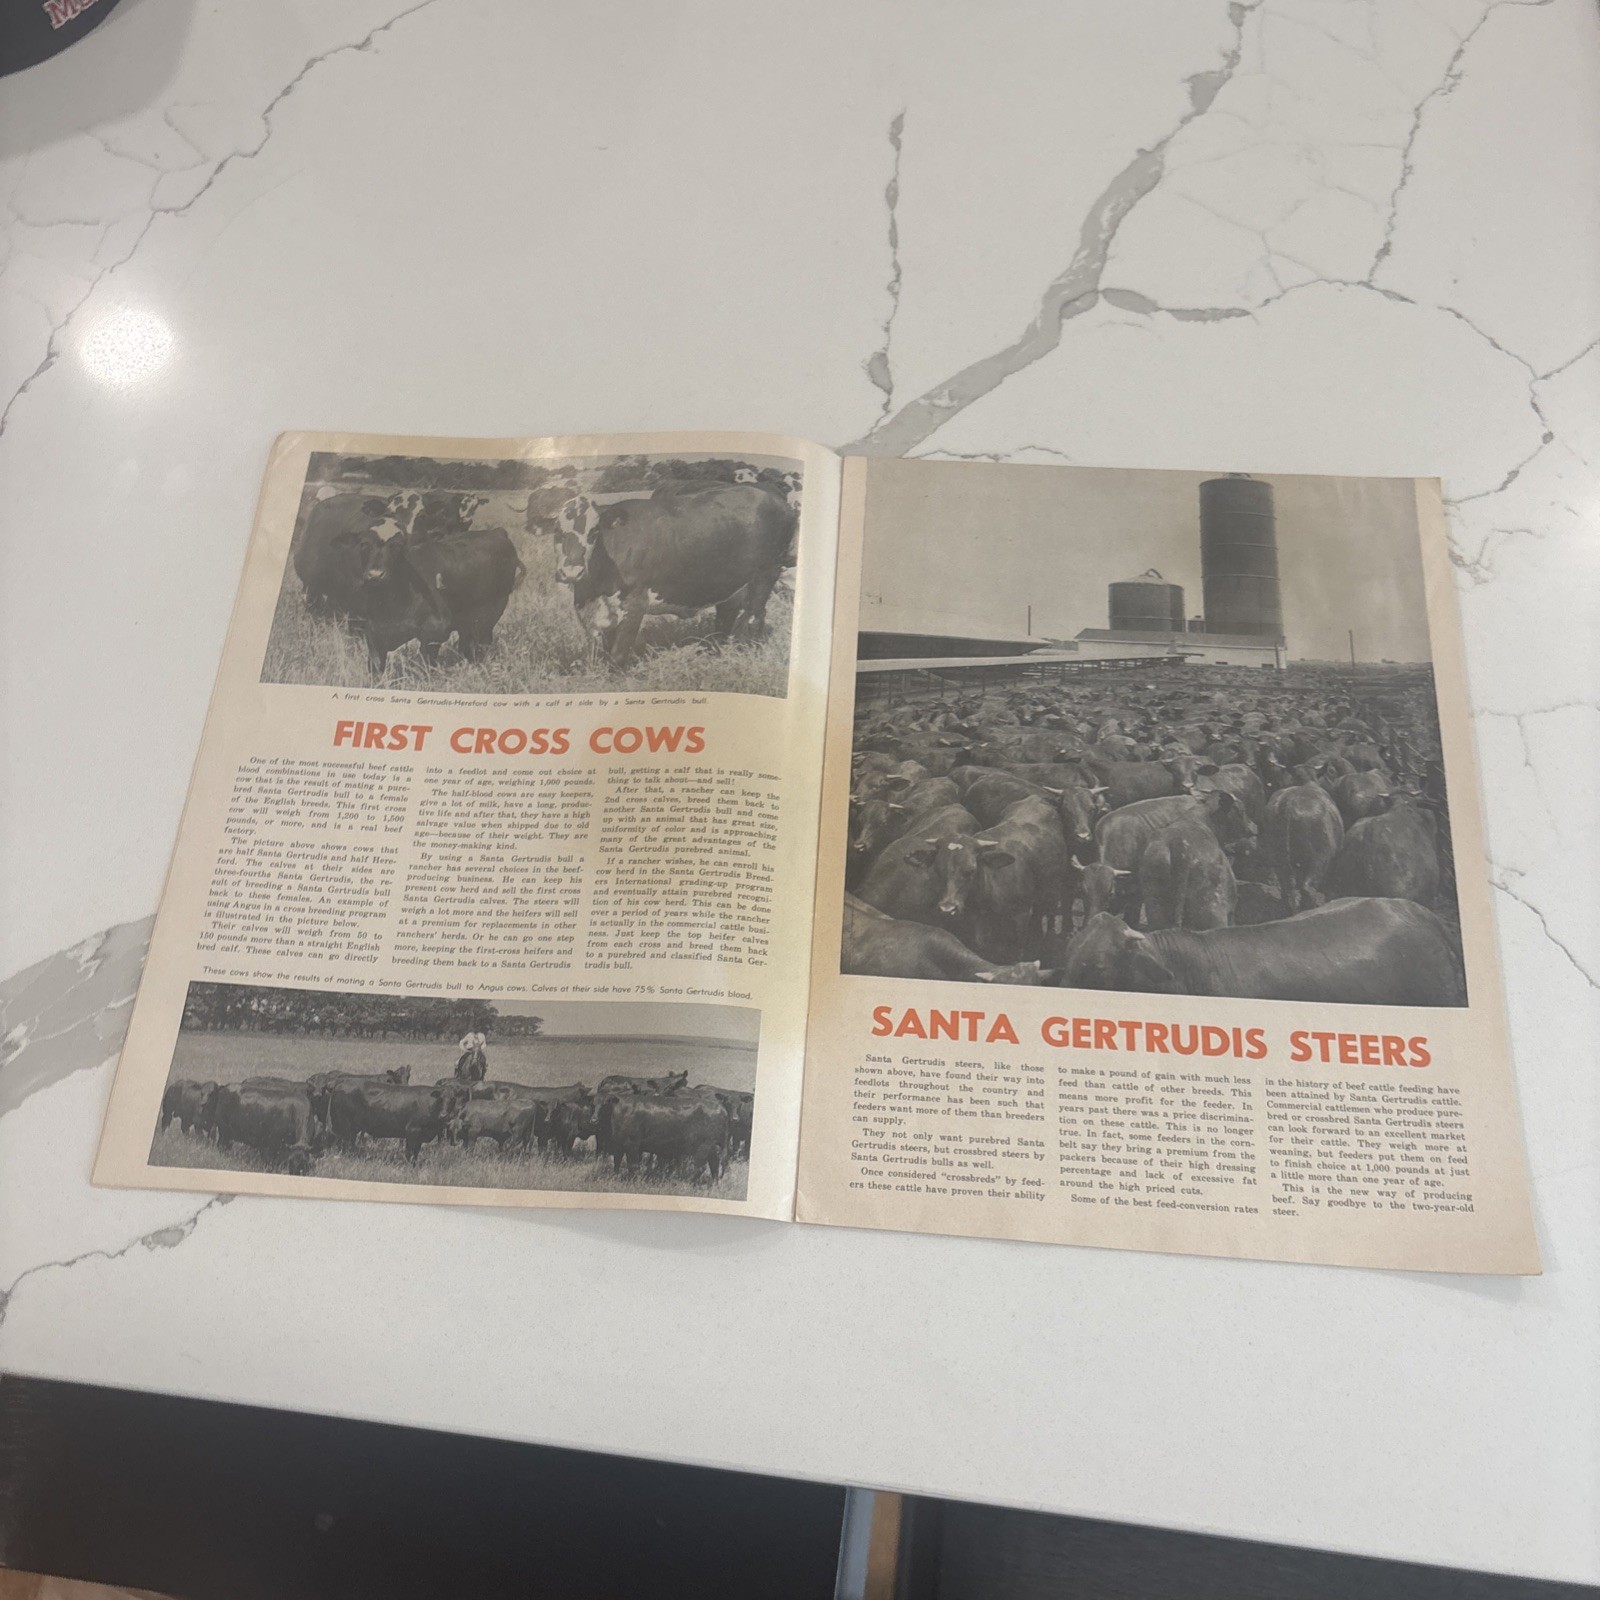 A first cross Santa Gertrudis-Hereford cow with a calf at side by a Santa Gertrudis bull.
FIRST CROSS COWS
One of the most successful beef cattle
blood combinations in use today is a
cow that is the result of mating a pure-
bred Santa Gertrudis bull to a female
of the English breeds. This first cross
cow will weigh from 1,200 to 1,500
pounds, or more, and is a real beef
factory.
The picture above shows cows that
are half Santa Gertrudis and half Here-
ford. The calves at their sides are
three-fourths Santa Gertrudis, the re-
sult of breeding a Santa Gertrudis bull
back to these females. An example of
using Angus in a cross breeding program
is illustrated in the picture below.
Their calves will weigh from 50 to
150 pounds more than a straight English
bred calf. These calves can go directly
into a feedlot and come out choice at
one year of age, weighing 1,000 pounds.
The half-blood cows are easy keepers,
give a lot of milk, have a long, produc-
tive life and after that, they have a high
salvage value when shipped due to old
age—because of their weight. They are
the money-making kind.
By using a Santa Gertrudis bull a
rancher has several choices in the beef-
producing business. He can keep his
present cow herd and sell the first cross
Santa Gertrudis calves. The steers will
weigh a lot more and the heifers will sell
at a premium for replacements in other
ranchers' herds. Or he can go one step
more, keeping the first-cross heifers and
breeding them back to a Santa Gertrudis
bull, getting a calf that is really some-
thing to talk about—and sell!
After that, a rancher can keep the
2nd cross calves, breed them back to
another Santa Gertrudis bull and come
up with an animal that has great size,
uniformity of color and is approaching
many of the great advantages of the
Santa Gertrudis purebred animal.
If a rancher wishes, he can enroll his
cow herd in the Santa Gertrudis Breed-
ers International grading-up program
and eventually attain purebred recogni-
tion of his cow herd. This can be done
over a period of years while the rancher
is actually in the commercial cattle busi-
ness. Just keep the top heifer calves
from each cross and breed them back
to a purebred and classified Santa Ger-
trudis bull.
These cows show the results of mating a Santa Gertrudis bull to Angus cows. Calves at their side have 75% Santa Gertrudis blood.
SANTA GERTRUDIS STEERS
Santa Gertrudis steers, like those
shown above, have found their way into
feedlots throughout the country and
their performance has been such that
feeders want more of them than breeders
can supply.
They not only want purebred Santa
Gertrudis steers, but crossbred steers by
Santa Gertrudis bulls as well.
Once considered "crossbreds" by feed-
ers these cattle have proven their ability
to make a pound of gain with much less
feed than cattle of other breeds. This
means more profit for the feeder. In
years past there was a price discrimina-
tion on these cattle. This is no longer
true. In fact, some feeders in the corn-
belt say they bring a premium from the
packers because of their high dressing
percentage and lack of excessive fat
around the high priced cuts.
Some of the best feed-conversion rates
in the history of beef cattle feeding have
been attained by Santa Gertrudis cattle.
Commercial cattlemen who produce pure-
bred or crossbred Santa Gertrudis steers
can look forward to an excellent market
for their cattle. They weigh more at
weaning, but feeders put them on feed
to finish choice at 1,000 pounds at just
a little more than one year of age.
This is the new way of producing
beef. Say goodbye to the two-year-old
steer.